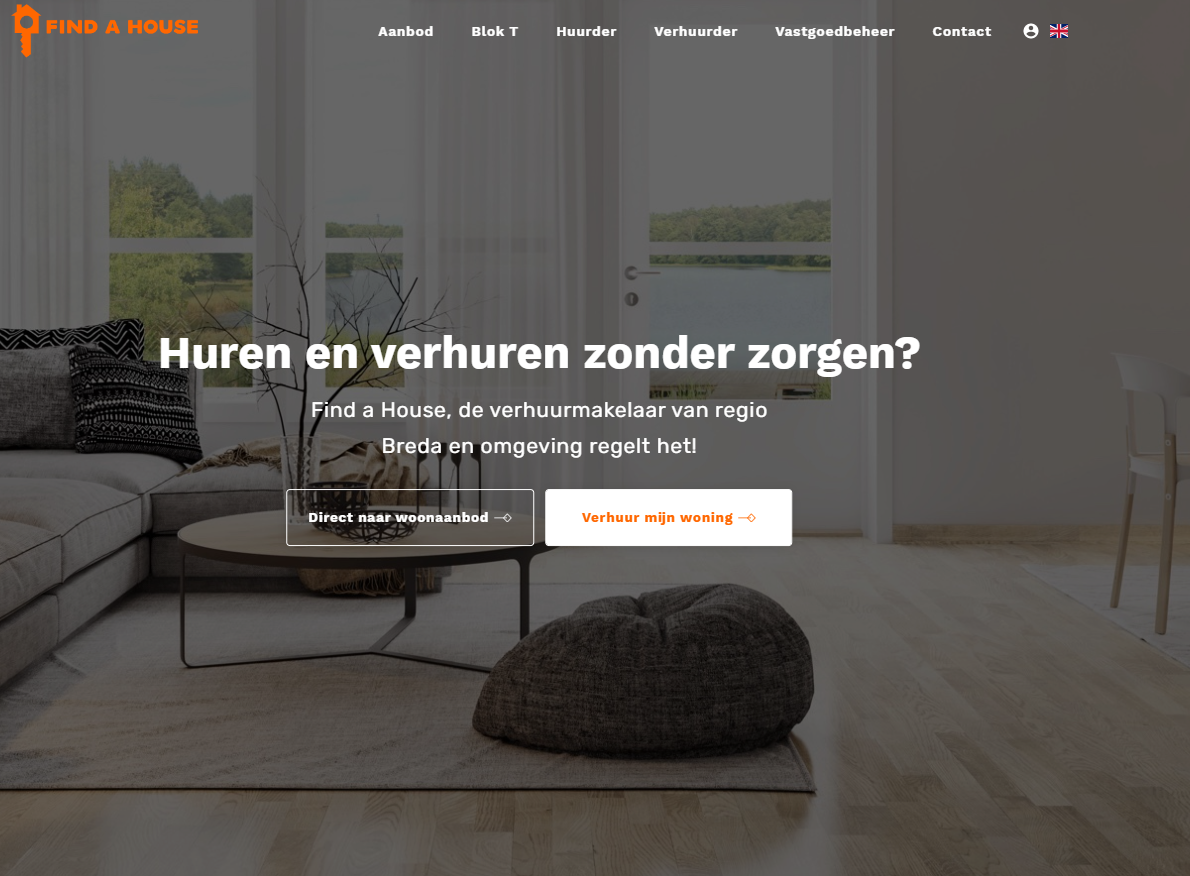 FIND A HOUSE
Aanbod
Blok T
Huurder
Verhuurder
Vastgoedbeheer
Contact
Huren en verhuren zonder zorgen?
Find a House, de verhuurmakelaar van regio
Breda en omgeving regelt het!
Direct naar woonaanbod
Verhuur mijn woning